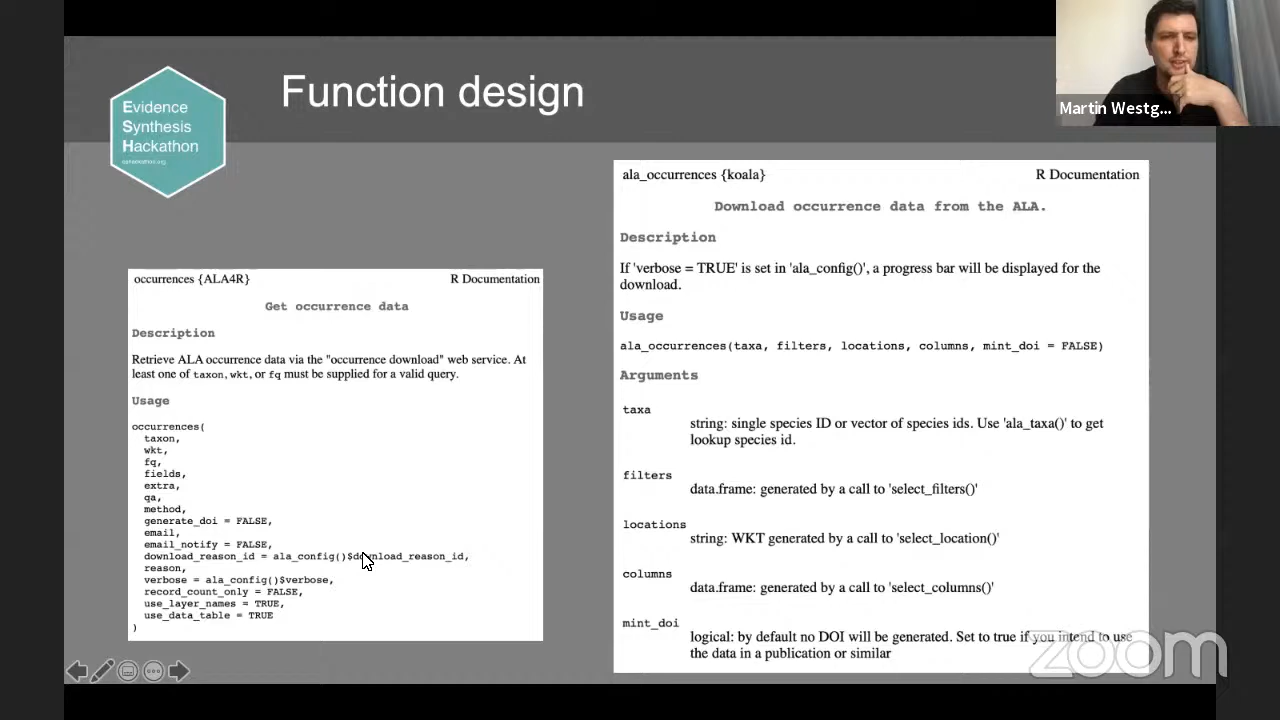 Function design
Evidence
Synthesis
Hackathon
Martin Westg...
occurrences {ALA4R}
R Documentation
Get occurrence data
Description
Retrieve ALA occurrence data via the "occurrence download" web service. At
least one of taxon, wkt, or fq must be supplied for a valid query.
Usage
occurrences(
taxon,
wkt,
fq,
fields,
extra,
qa,
method,
generate_doi = FALSE,
email,
email_notify = FALSE,
download_reason_id = ala_config()$download_reason_id,
reason,
verbose = ala_config()$verbose,
record_count_only = FALSE,
use_layer_names = TRUE,
use_data_table = TRUE
)
ala_occurrences {koala}
R Documentation
Download occurrence data from the ALA.
Description
If 'verbose = TRUE' is set in 'ala_config()', a progress bar will be displayed for the
download.
Usage
ala_occurrences(taxa, filters, locations, columns, mint_doi = FALSE)
Arguments
taxa
string: single species ID or vector of species ids. Use 'ala_taxa()' to get
lookup species id.
filters
data.frame: generated by a call to 'select_filters()'
locations
string: WKT generated by a call to 'select_location()'
columns
data.frame: generated by a call to 'select_columns()'
mint_doi
logical: by default no DOI will be generated. Set to true if you intend to use
the data in a publication or similar
zoom